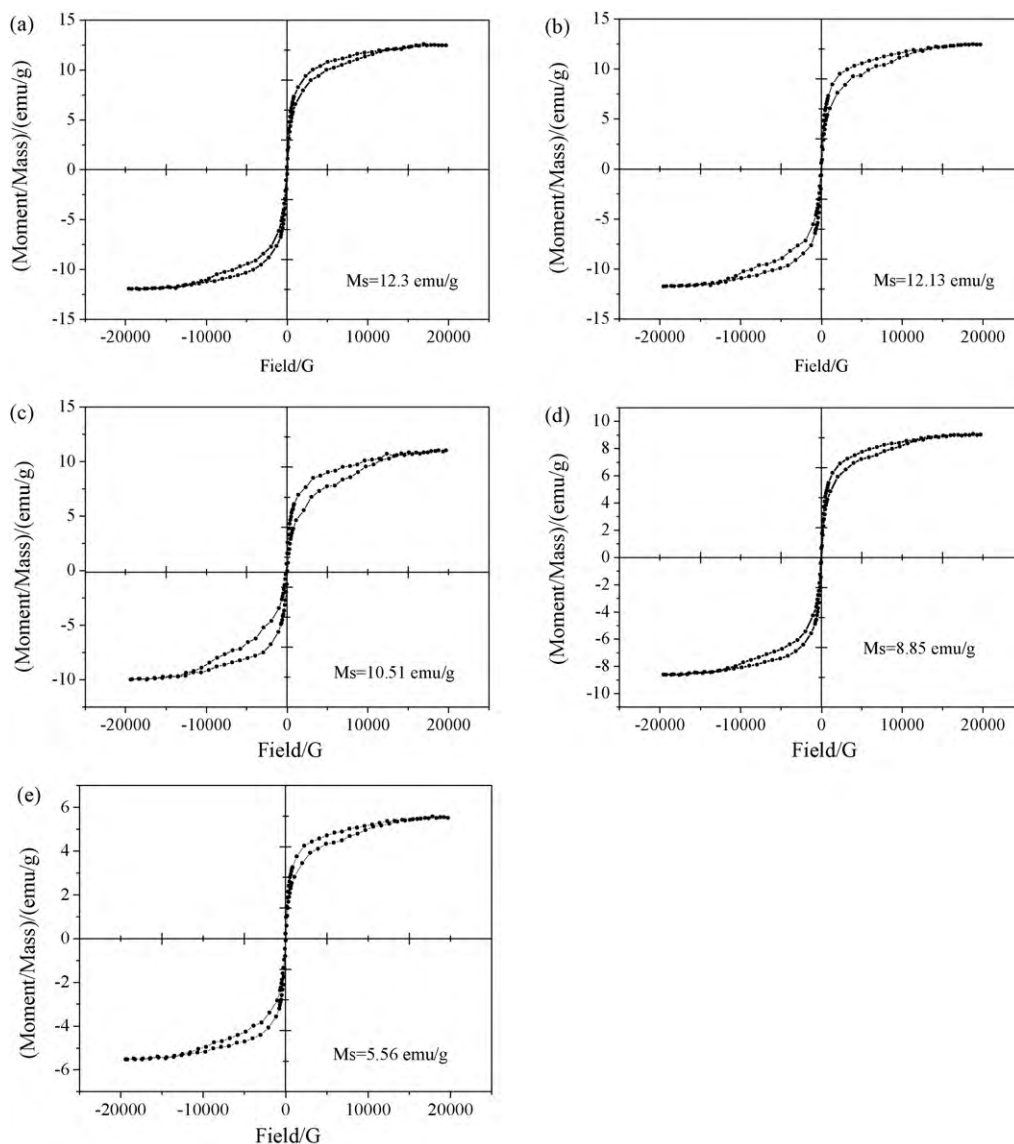 (a)
15
10
5
0
-5
-10
-15
(Moment/Mass)/(emu/g)
Ms=12.3 emu/g
-20000 -10000 0 10000 20000
Field/G
(b)
15
10
5
0
-5
-10
-15
(Moment/Mass)/(emu/g)
Ms=12.13 emu/g
-20000 -10000 0 10000 20000
Field/G
(c)
15
10
5
0
-5
-10
(Moment/Mass)/(emu/g)
Ms=10.51 emu/g
-20000 -10000 0 10000 20000
Field/G
(d)
10
8
6
4
2
0
-2
-4
-6
-8
-10
(Moment/Mass)/(emu/g)
Ms=8.85 emu/g
-20000 -10000 0 10000 20000
Field/G
(e)
6
4
2
0
-2
-4
-6
(Moment/Mass)/(emu/g)
Ms=5.56 emu/g
-20000 -10000 0 10000 20000
Field/G